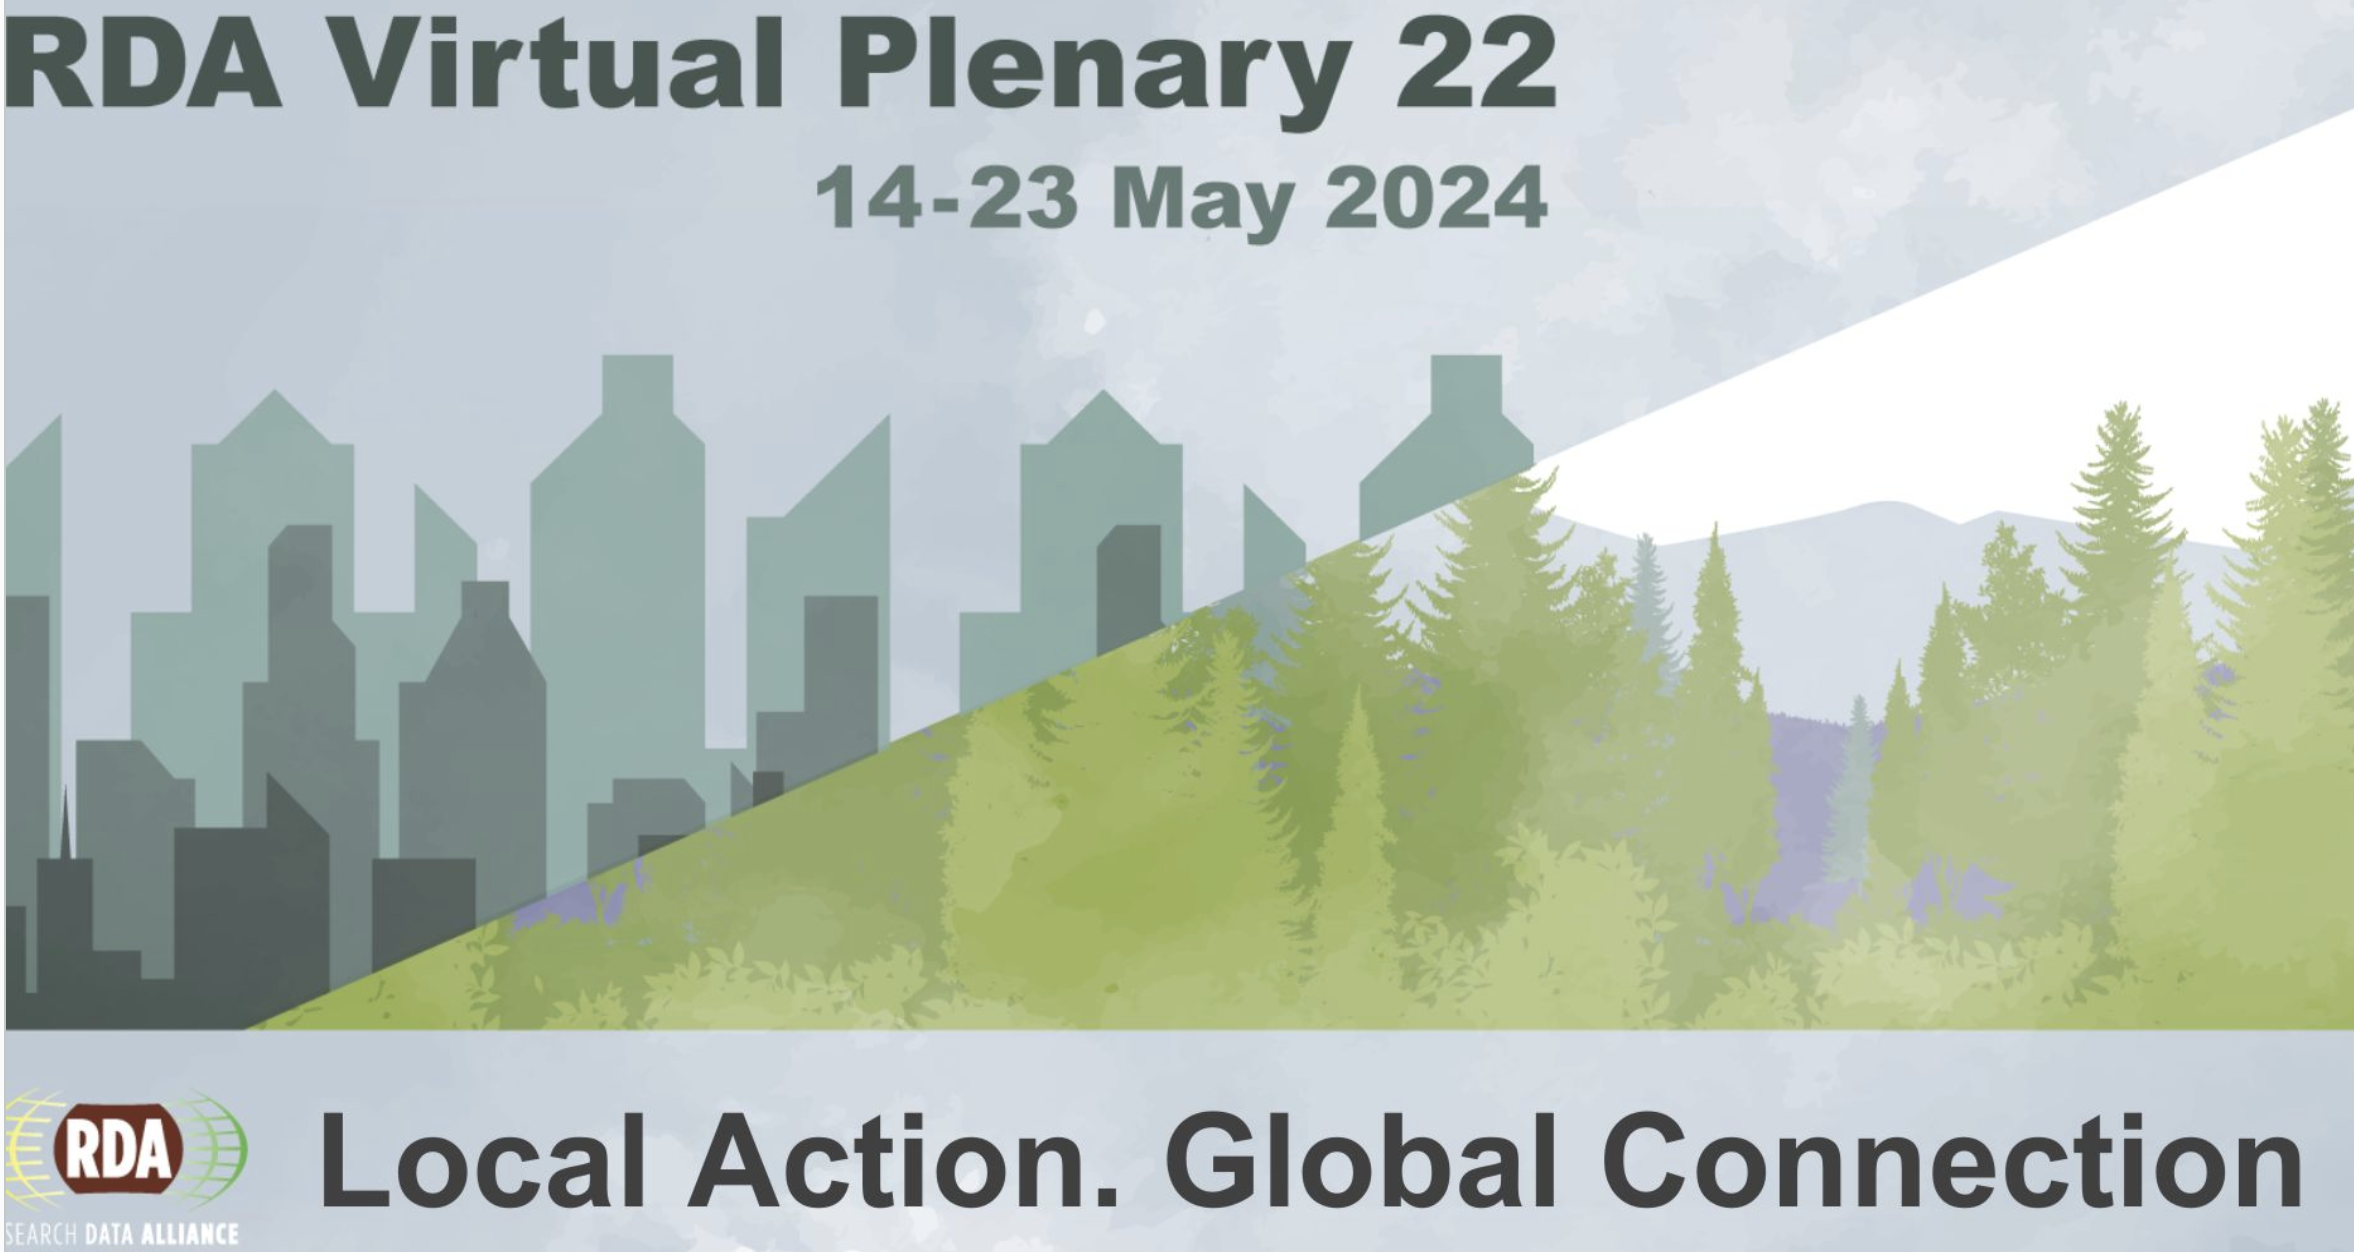 RDA Virtual Plenary 22
14-23 May 2024
RDA
SEARCH DATA ALLIANCE
Local Action. Global Connection